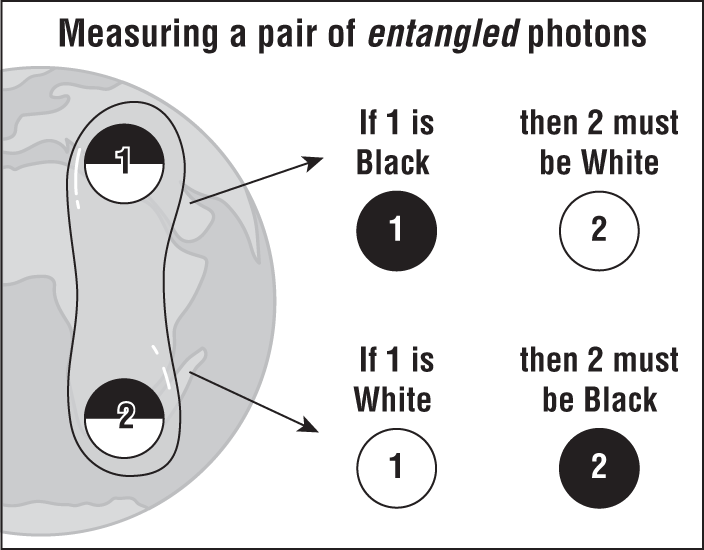 Measuring a pair of entangled photons
1
2
If 1 is
Black
1
then 2 must
be White
2
If 1 is
White
1
then 2 must
be Black
2